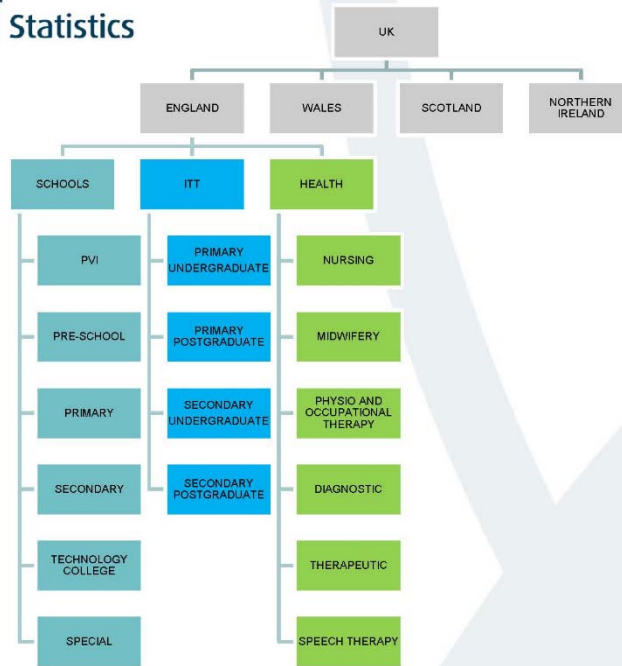 Statistics
UK
ENGLAND
WALES
SCOTLAND
NORTHERN
IRELAND
SCHOOLS
ITT
HEALTH
PVI
PRE-SCHOOL
PRIMARY
SECONDARY
TECHNOLOGY
COLLEGE
SPECIAL
PRIMARY
UNDERGRADUATE
PRIMARY
POSTGRADUATE
SECONDARY
UNDERGRADUATE
SECONDARY
POSTGRADUATE
NURSING
MIDWIFERY
PHYSIO AND
OCCUPATIONAL
THERAPY
DIAGNOSTIC
THERAPEUTIC
SPEECH THERAPY